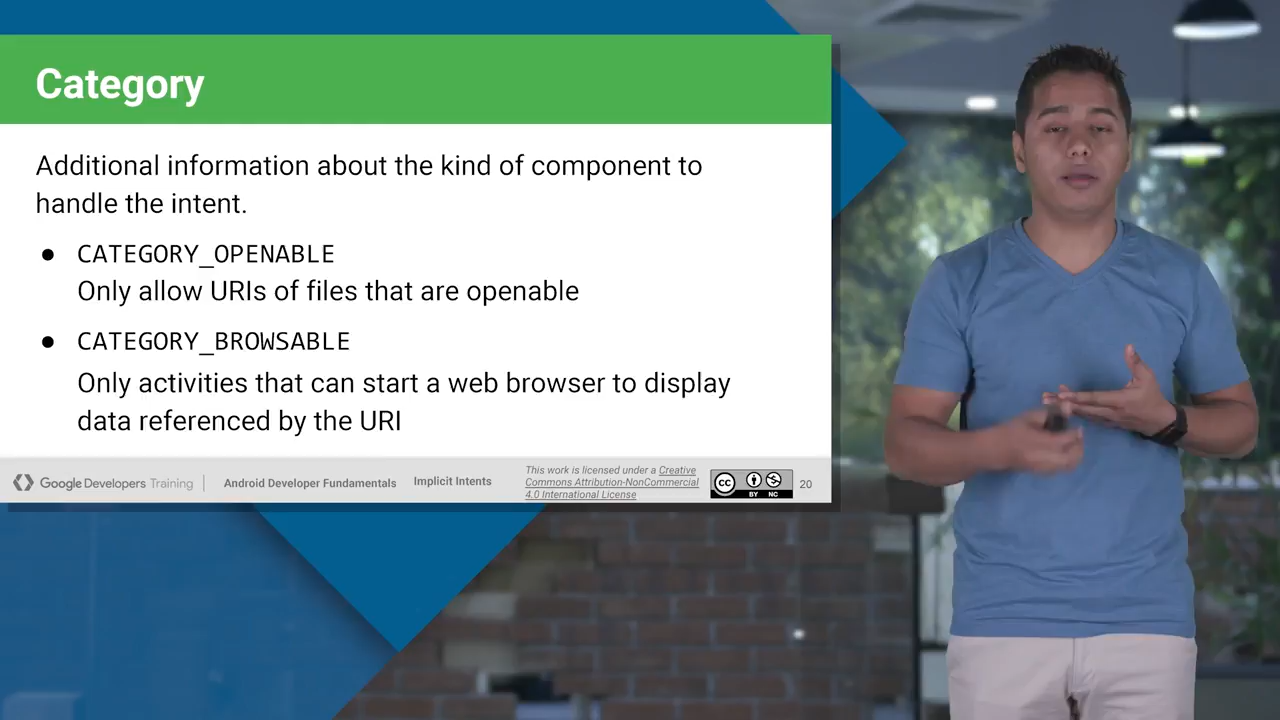 Category
Additional information about the kind of component to
handle the intent.
● CATEGORY_OPENABLE
Only allow URIs of files that are openable
● CATEGORY_BROWSABLE
Only activities that can start a web browser to display
data referenced by the URI
Google Developers Training
Android Developer Fundamentals
Implicit Intents
This work is licensed under a Creative
Commons Attribution-NonCommercial
4.0 International License
cc BY NC
20